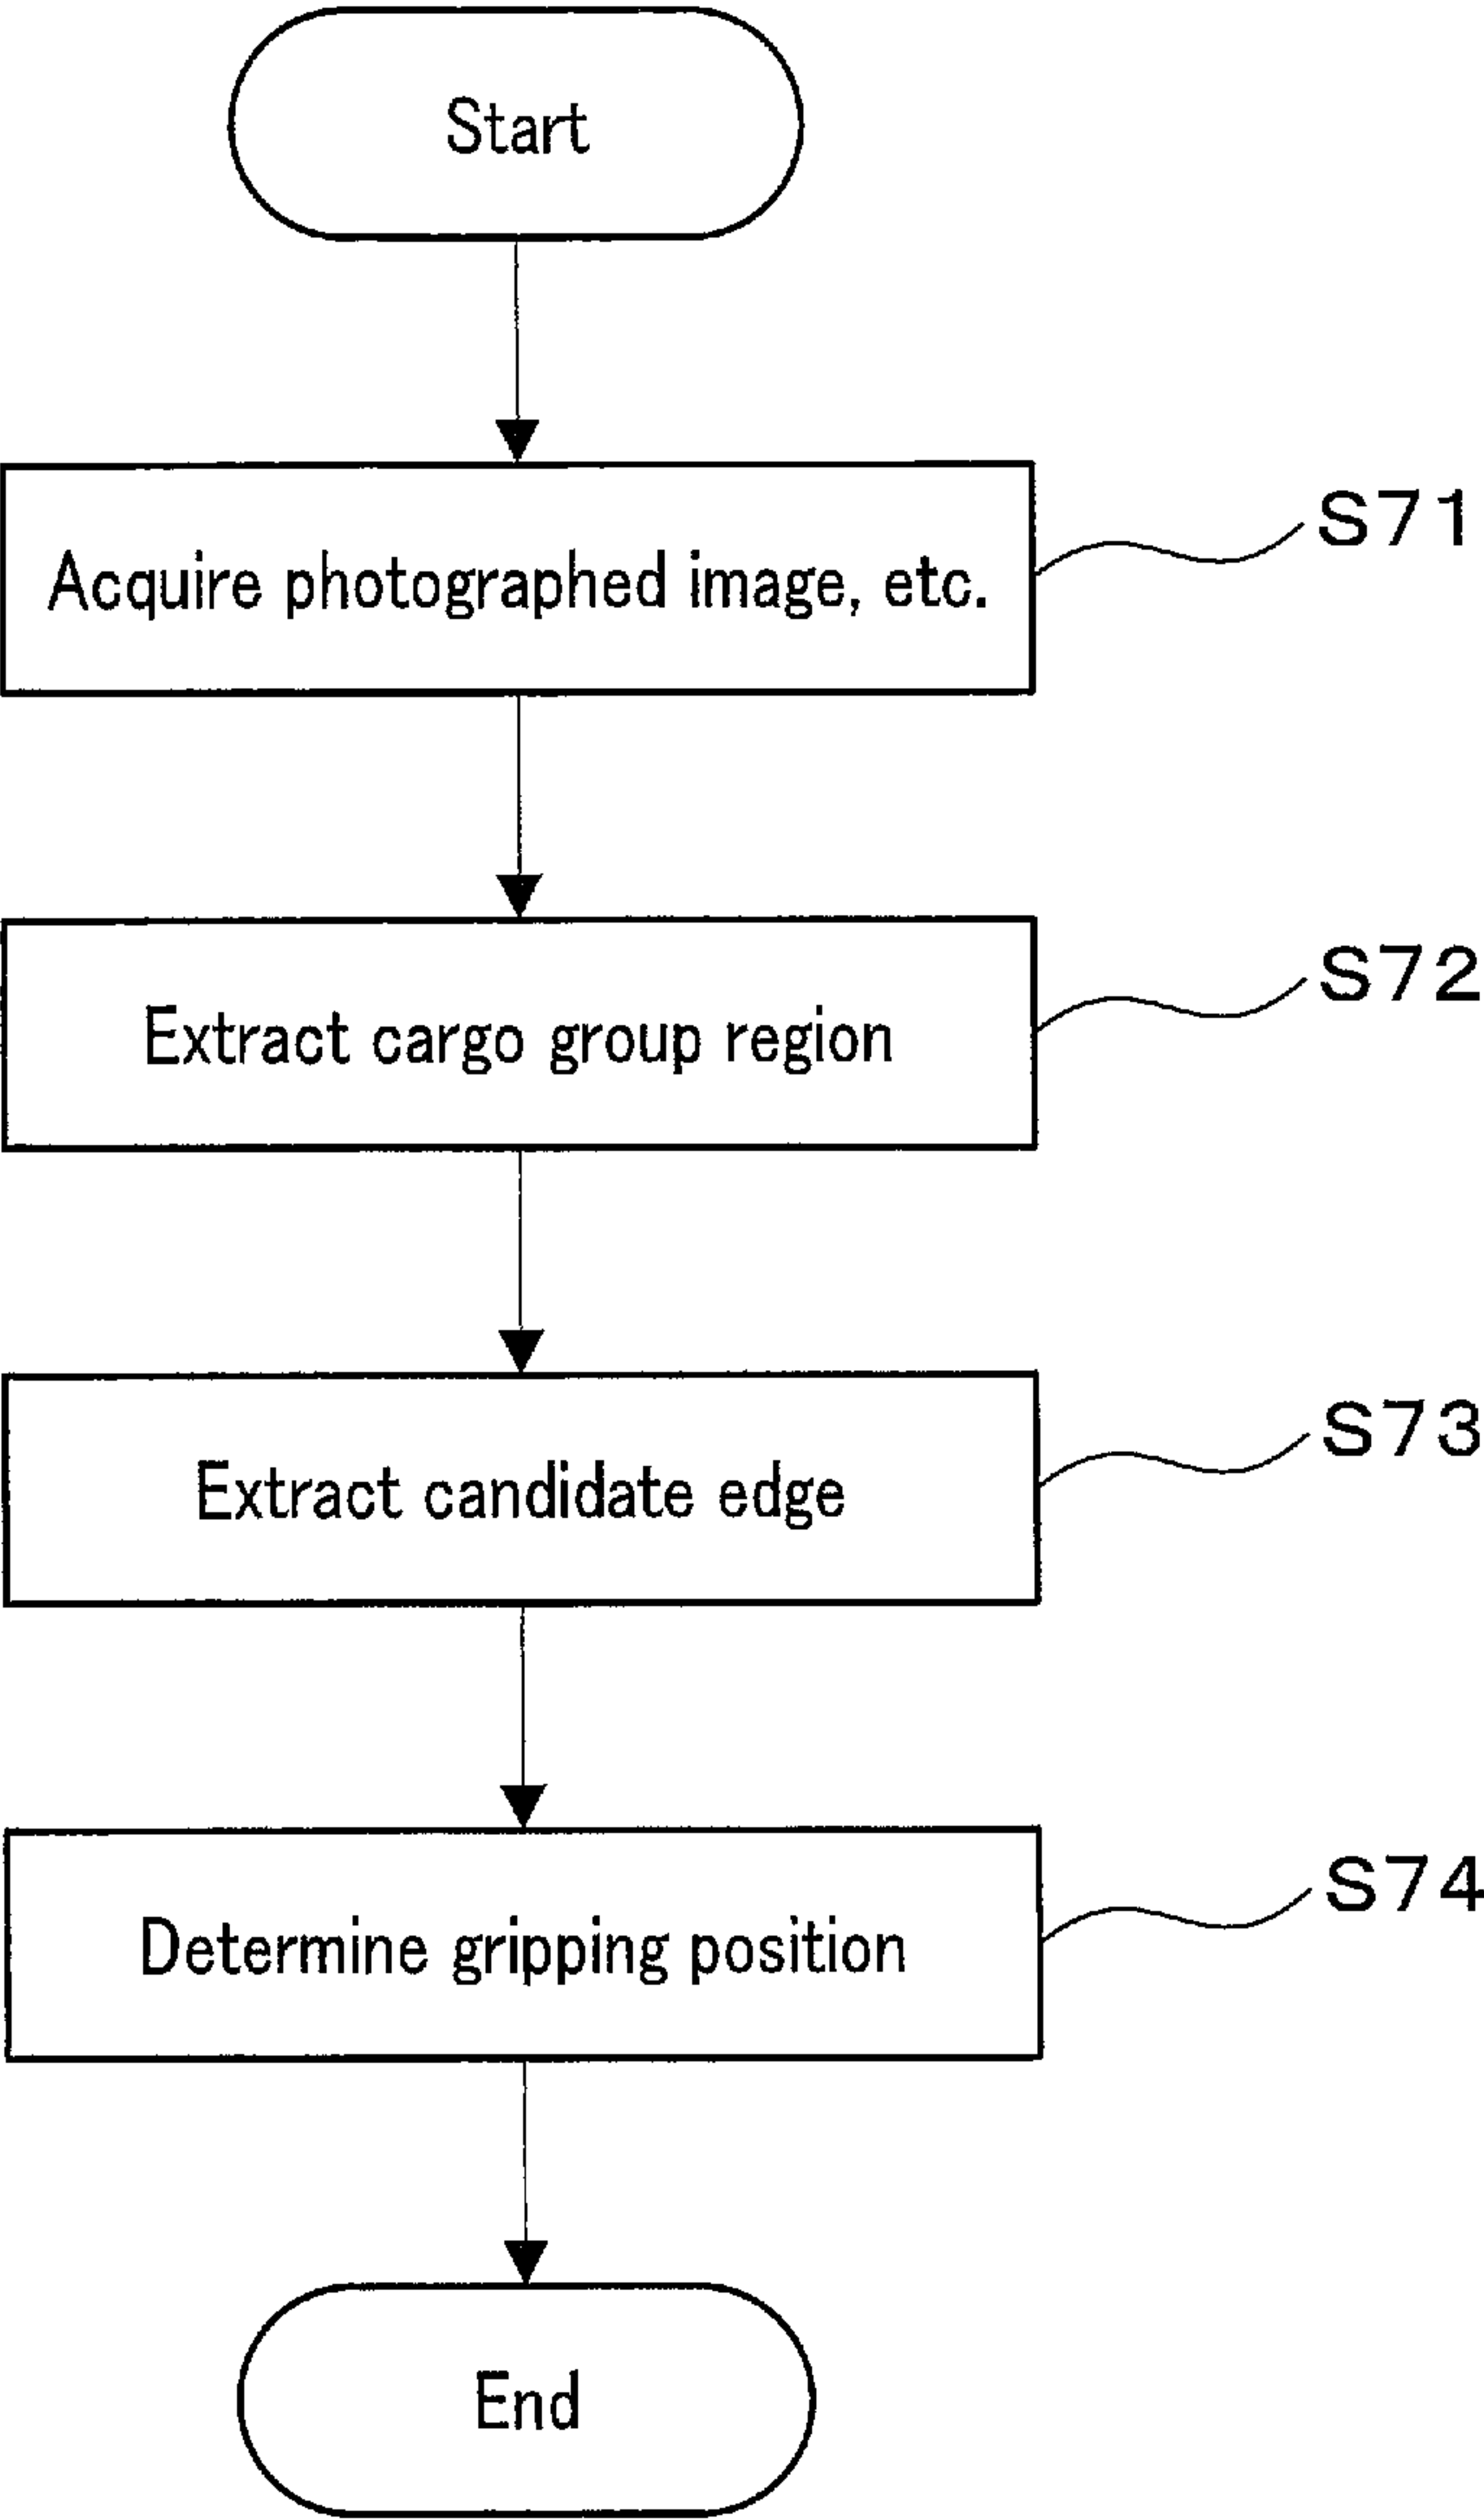 Start
Acquire photographed image, etc.
S71
Extract cargo group region
S72
Extract candidate edge
S73
Determine gripping position
S74
End